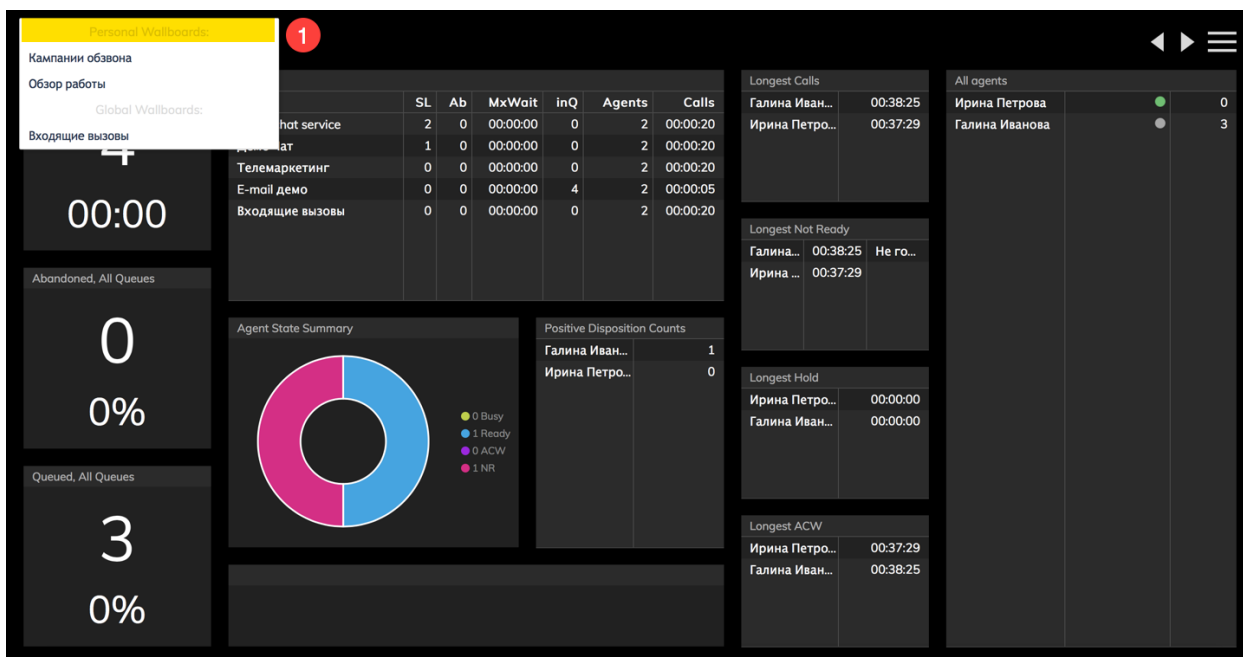 Personal Wallboards:
1
Кампании обзвона
Обзор работы
Global Wallboards:
Входящие вызовы
4
00:00
Abandoned, All Queues
0
0%
Queued, All Queues
3
0%
SL Ab MxWait inQ Agents Calls
hat service 2 0 00:00:00 0 2 00:00:20
чат 1 0 00:00:00 0 2 00:00:20
Телемаркетинг 0 0 00:00:00 0 2 00:00:20
E-mail демо 0 0 00:00:00 4 2 00:00:05
Входящие вызовы 0 0 00:00:00 0 2 00:00:20
Agent State Summary
0 Busy
1 Ready
0 ACW
1 NR
Positive Disposition Counts
Галина Иван... 1
Ирина Петро... 0
Longest Calls
Галина Иван... 00:38:25
Ирина Петро... 00:37:29
Longest Not Ready
Галина... 00:38:25 Не го...
Ирина ... 00:37:29
Longest Hold
Ирина Петро... 00:00:00
Галина Иван... 00:00:00
Longest ACW
Ирина Петро... 00:37:29
Галина Иван... 00:38:25
All agents
Ирина Петрова 0
Галина Иванова 3